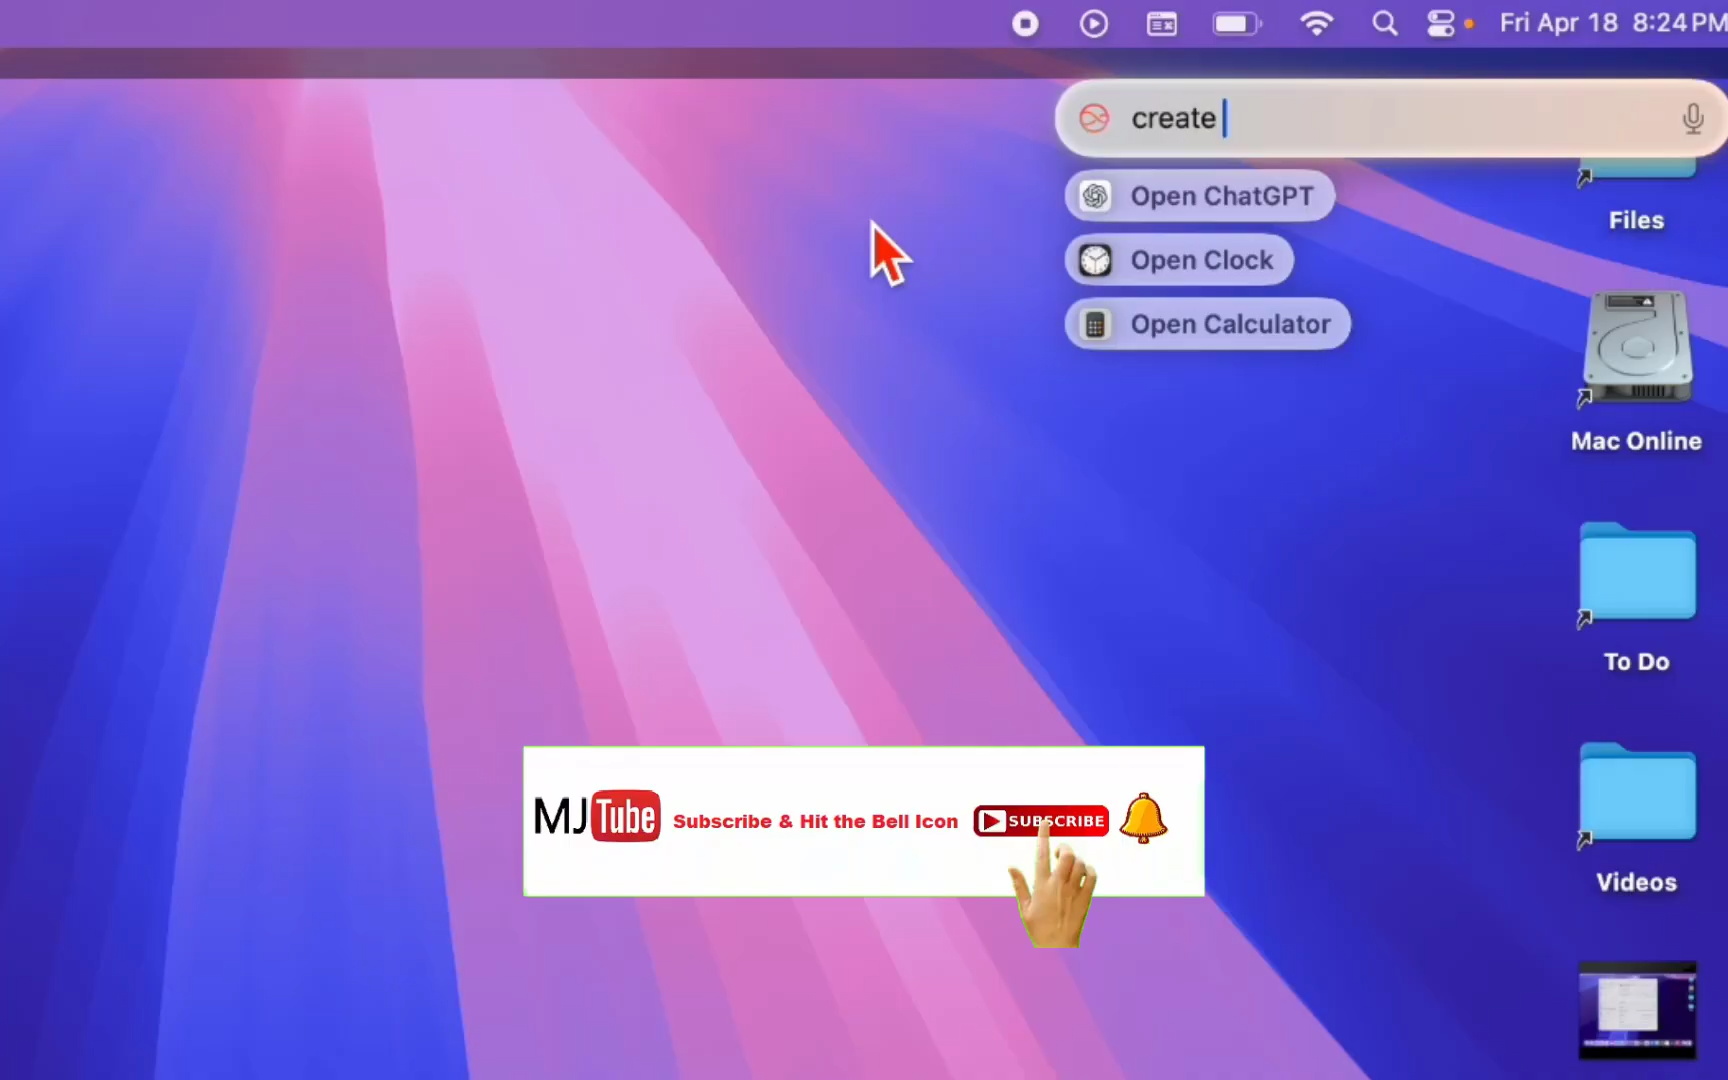 Fri Apr 18 8:24 PM
create
Open ChatGPT
Open Clock
Open Calculator
Files
Mac Online
To Do
Videos
MJ Tube Subscribe & Hit the Bell Icon SUBSCRIBE